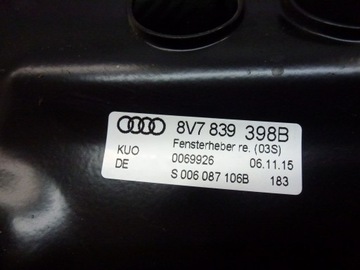 8V7 839 398B
KUO Fensterheber re. (03S)
DE 0069926 06.11.15
S 006 087 106B 183